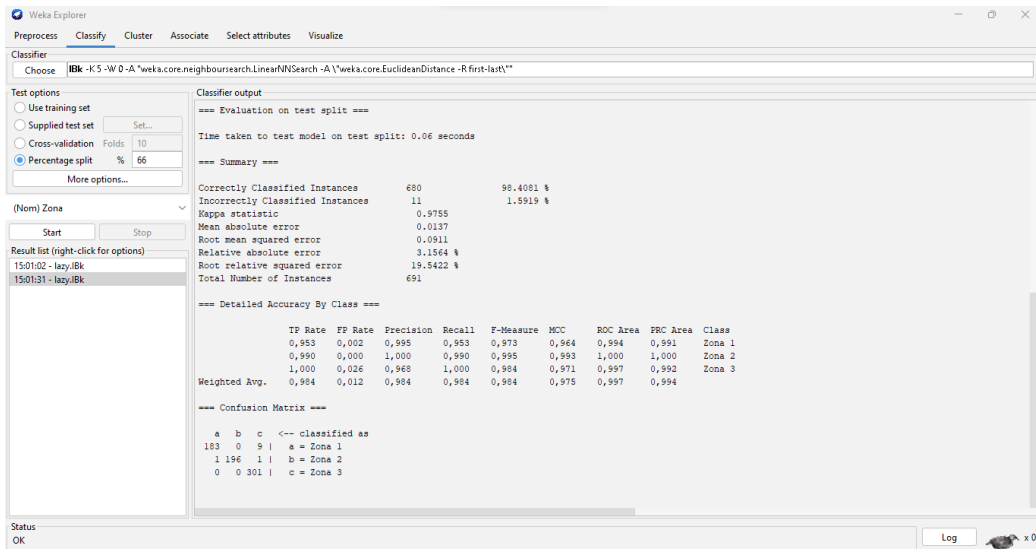 Weka Explorer
Preprocess Classify Cluster Associate Select attributes Visualize
Classifier
Choose IBk -K 5 -W 0 -A "weka.core.neighboursearch.LinearNNSearch -A \"weka.core.EuclideanDistance -R first-last\""
Test options
Use training set
Supplied test set Set...
Cross-validation Folds 10
Percentage split % 66
More options...
(Nom) Zona
Start Stop
Result list (right-click for options)
15:01:02 - lazy.IBk
15:01:31 - lazy.IBk
Classifier output
=== Evaluation on test split ===
Time taken to test model on test split: 0.06 seconds
=== Summary ===
Correctly Classified Instances 680 98.4081 %
Incorrectly Classified Instances 11 1.5919 %
Kappa statistic 0.9755
Mean absolute error 0.0137
Root mean squared error 0.0911
Relative absolute error 3.1564 %
Root relative squared error 19.5422 %
Total Number of Instances 691
=== Detailed Accuracy By Class ===
TP Rate FP Rate Precision Recall F-Measure MCC ROC Area PRC Area Class
0,953 0,002 0,995 0,953 0,973 0,964 0,994 0,991 Zona 1
0,990 0,000 1,000 0,990 0,995 0,993 1,000 1,000 Zona 2
1,000 0,026 0,968 1,000 0,984 0,971 0,997 0,992 Zona 3
Weighted Avg. 0,984 0,012 0,984 0,984 0,984 0,975 0,997 0,994
=== Confusion Matrix ===
a b c <-- classified as
183 0 9 | a = Zona 1
1 196 1 | b = Zona 2
0 0 301 | c = Zona 3
Status
OK
Log
x 0